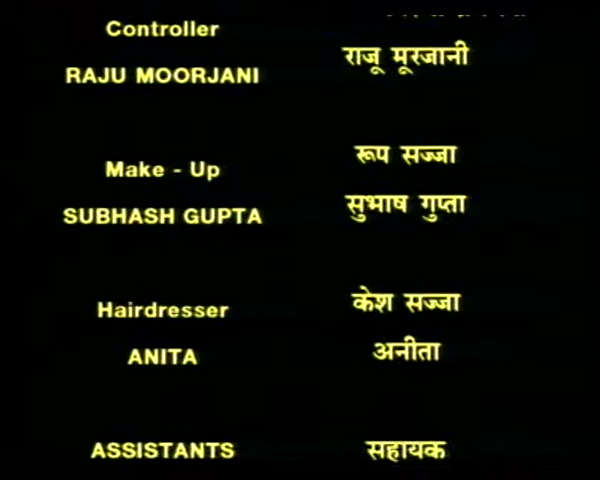 Controller
राजू मूरजानी
RAJU MOORJANI
रूप सज्जा
Make - Up
सुभाष गुप्ता
SUBHASH GUPTA
केश सज्जा
Hairdresser
अनीता
ANITA
ASSISTANTS
सहायक